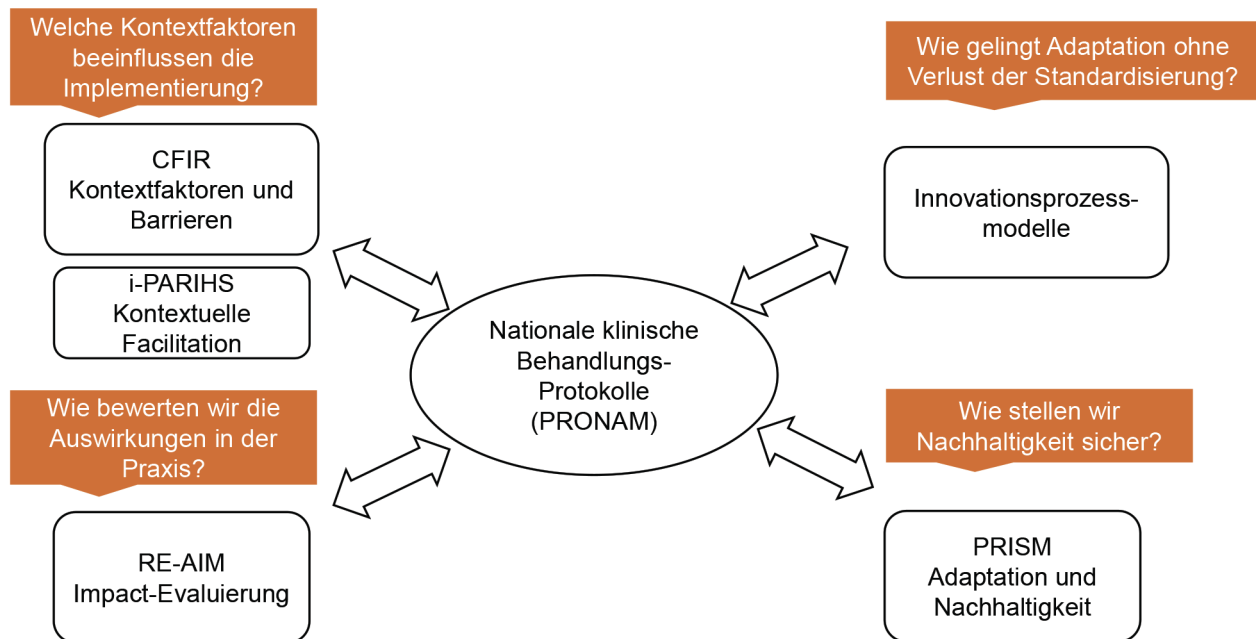 Welche Kontextfaktoren
beeinflussen die
Implementierung?
CFIR
Kontextfaktoren und
Barrieren
i-PARIHS
Kontextuelle
Facilitation
Wie bewerten wir die
Auswirkungen in der
Praxis?
RE-AIM
Impact-Evaluierung
Nationale klinische
Behandlungs-
Protokolle
(PRONAM)
Wie gelingt Adaptation ohne
Verlust der Standardisierung?
Innovationsprozess-
modelle
Wie stellen wir
Nachhaltigkeit sicher?
PRISM
Adaptation und
Nachhaltigkeit